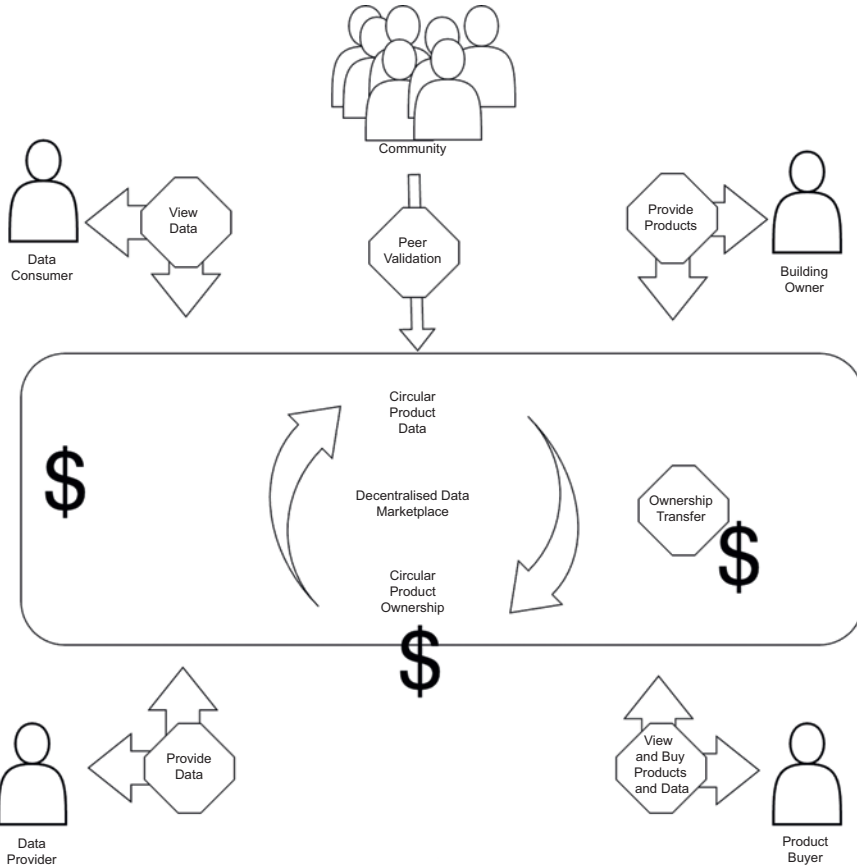 Community
View
Data
Provide
Products
Peer
Validation
Data
Consumer
Building
Owner
Circular
Product
Data
$
Decentralised Data
Marketplace
Ownership
Transfer
$
Circular
Product
Ownership
$
Provide
Data
View
and Buy
Products
and Data
Data
Provider
Product
Buyer